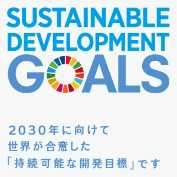 SUSTAINABLE
DEVELOPMENT
GOALS
2030年に向けて
世界が合意した
「持続可能な開発目標」です